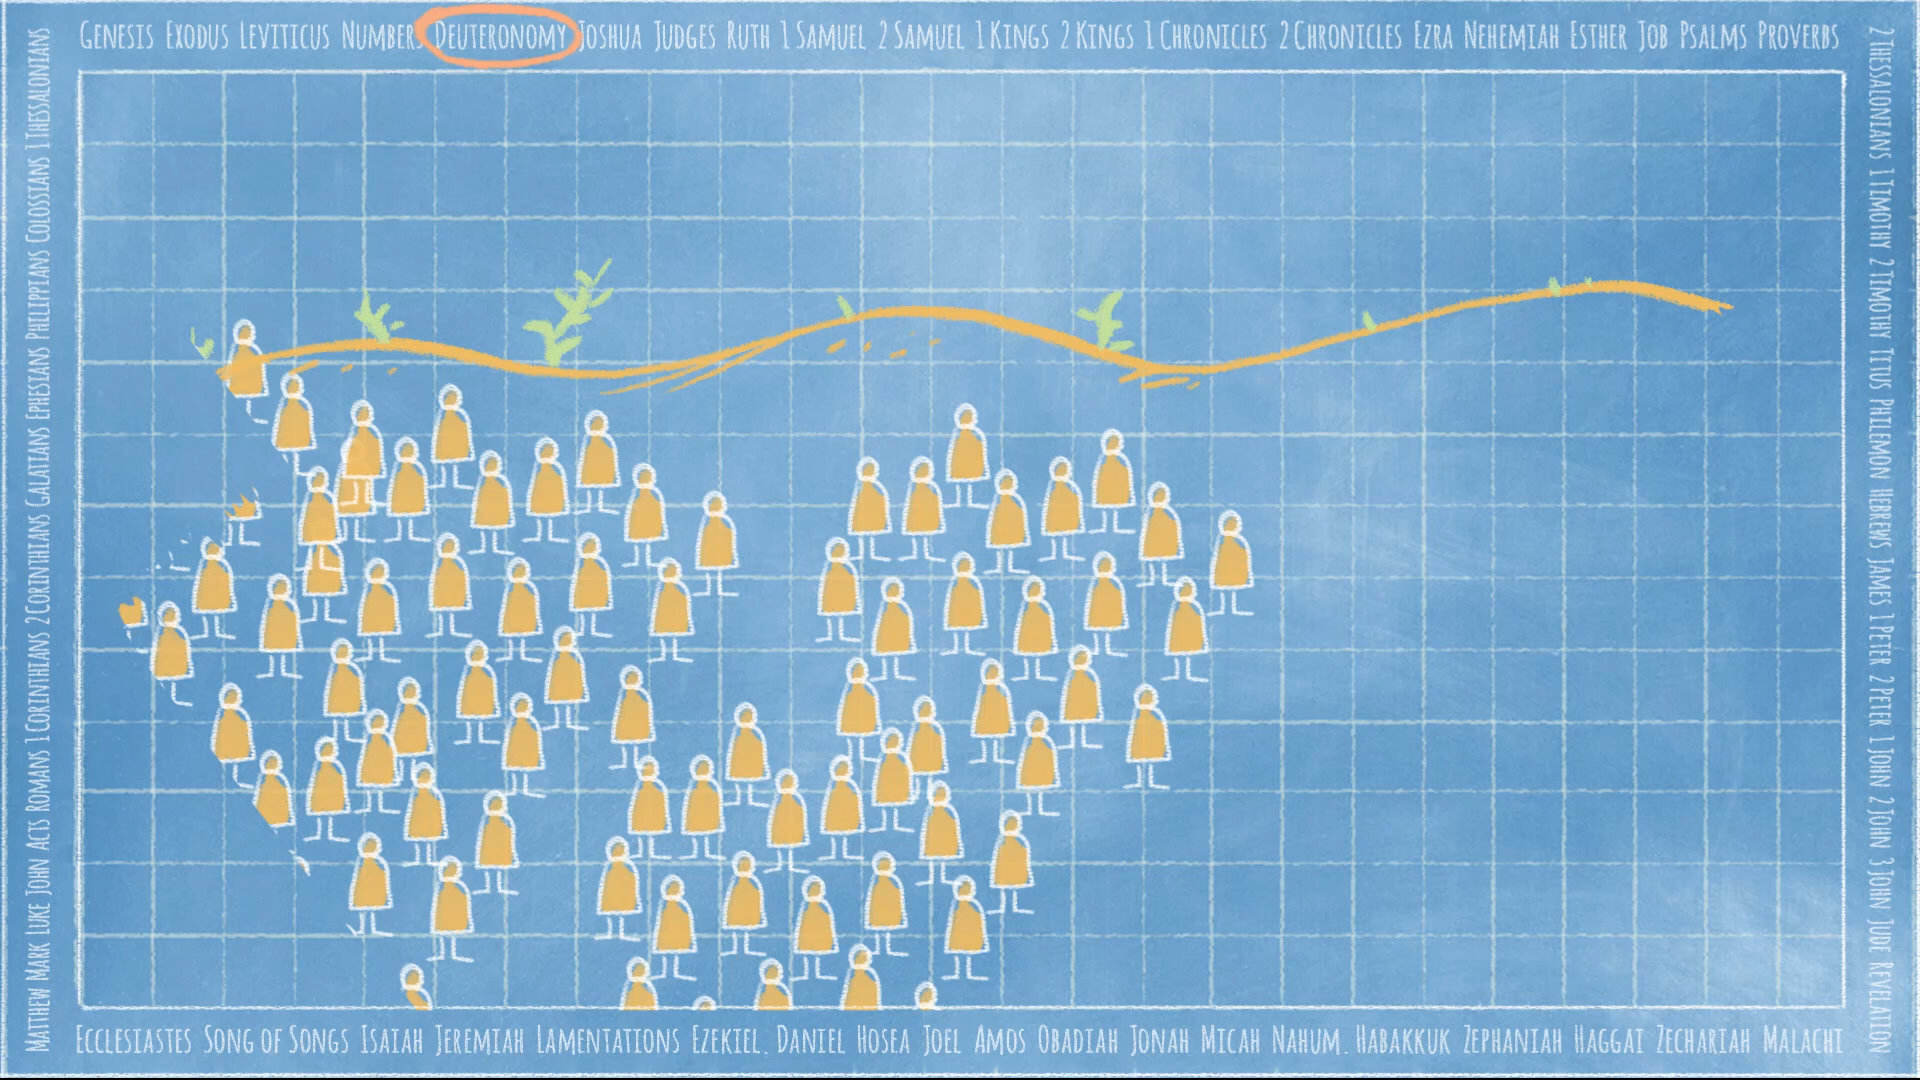 Genesis Exodus Leviticus Numbers Deuteronomy Joshua Judges Ruth 1 Samuel 2 Samuel 1 Kings 2 Kings 1 Chronicles 2 Chronicles Ezra Nehemiah Esther Job Psalms Proverbs
Ecclesiastes Song of Songs Isaiah Jeremiah Lamentations Ezekiel. Daniel Hosea Joel Amos Obadiah Jonah Micah Nahum. Habakkuk Zephaniah Haggai Zechariah Malachi
Matthew Mark Luke John Acts Romans 1 Corinthians 2 Corinthians Galatians Ephesians Philippians Colossians 1 Thessalonians
2 Thessalonians 1 Timothy 2 Timothy Titus Philemon Hebrews James 1 Peter 2 Peter 1 John 2 John 3 John Jude Revelation